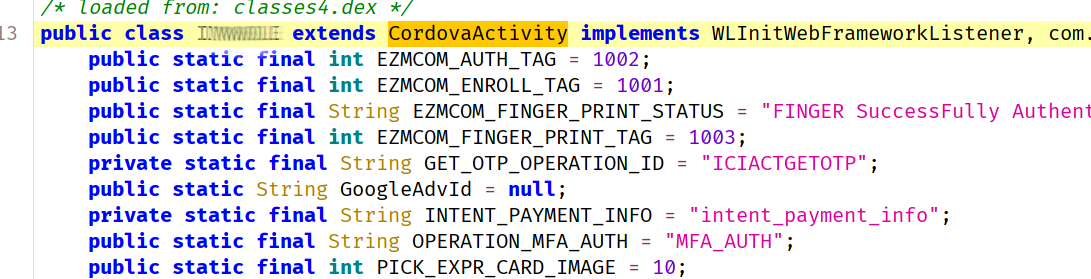 /* loaded from: classes4.dex */
13 public class extends CordovaActivity implements WLInitWebFrameworkListener, com.
public static final int EZMCOM_AUTH_TAG = 1002;
public static final int EZMCOM_ENROLL_TAG = 1001;
public static final String EZMCOM_FINGER_PRINT_STATUS = "FINGER SuccessFully Authent
public static final int EZMCOM_FINGER_PRINT_TAG = 1003;
private static final String GET_OTP_OPERATION_ID = "ICIACTGETOTP";
public static String GoogleAdvId = null;
private static final String INTENT_PAYMENT_INFO = "intent_payment_info";
public static final String OPERATION_MFA_AUTH = "MFA_AUTH";
public static final int PICK_EXPR_CARD_IMAGE = 10;